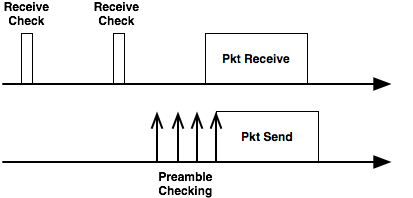 Receive Check
Receive Check
Pkt Receive
Pkt Send
Preamble
Checking